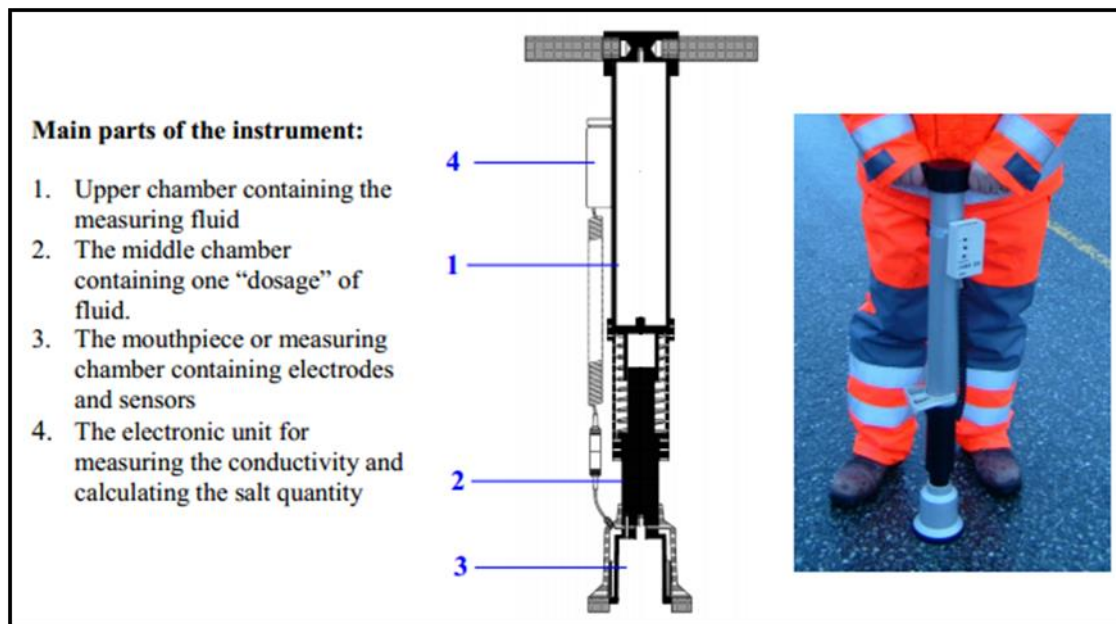 Main parts of the instrument:
1. Upper chamber containing the
measuring fluid
2. The middle chamber
containing one “dosage” of
fluid.
3. The mouthpiece or measuring
chamber containing electrodes
and sensors
4. The electronic unit for
measuring the conductivity and
calculating the salt quantity
4
1
2
3